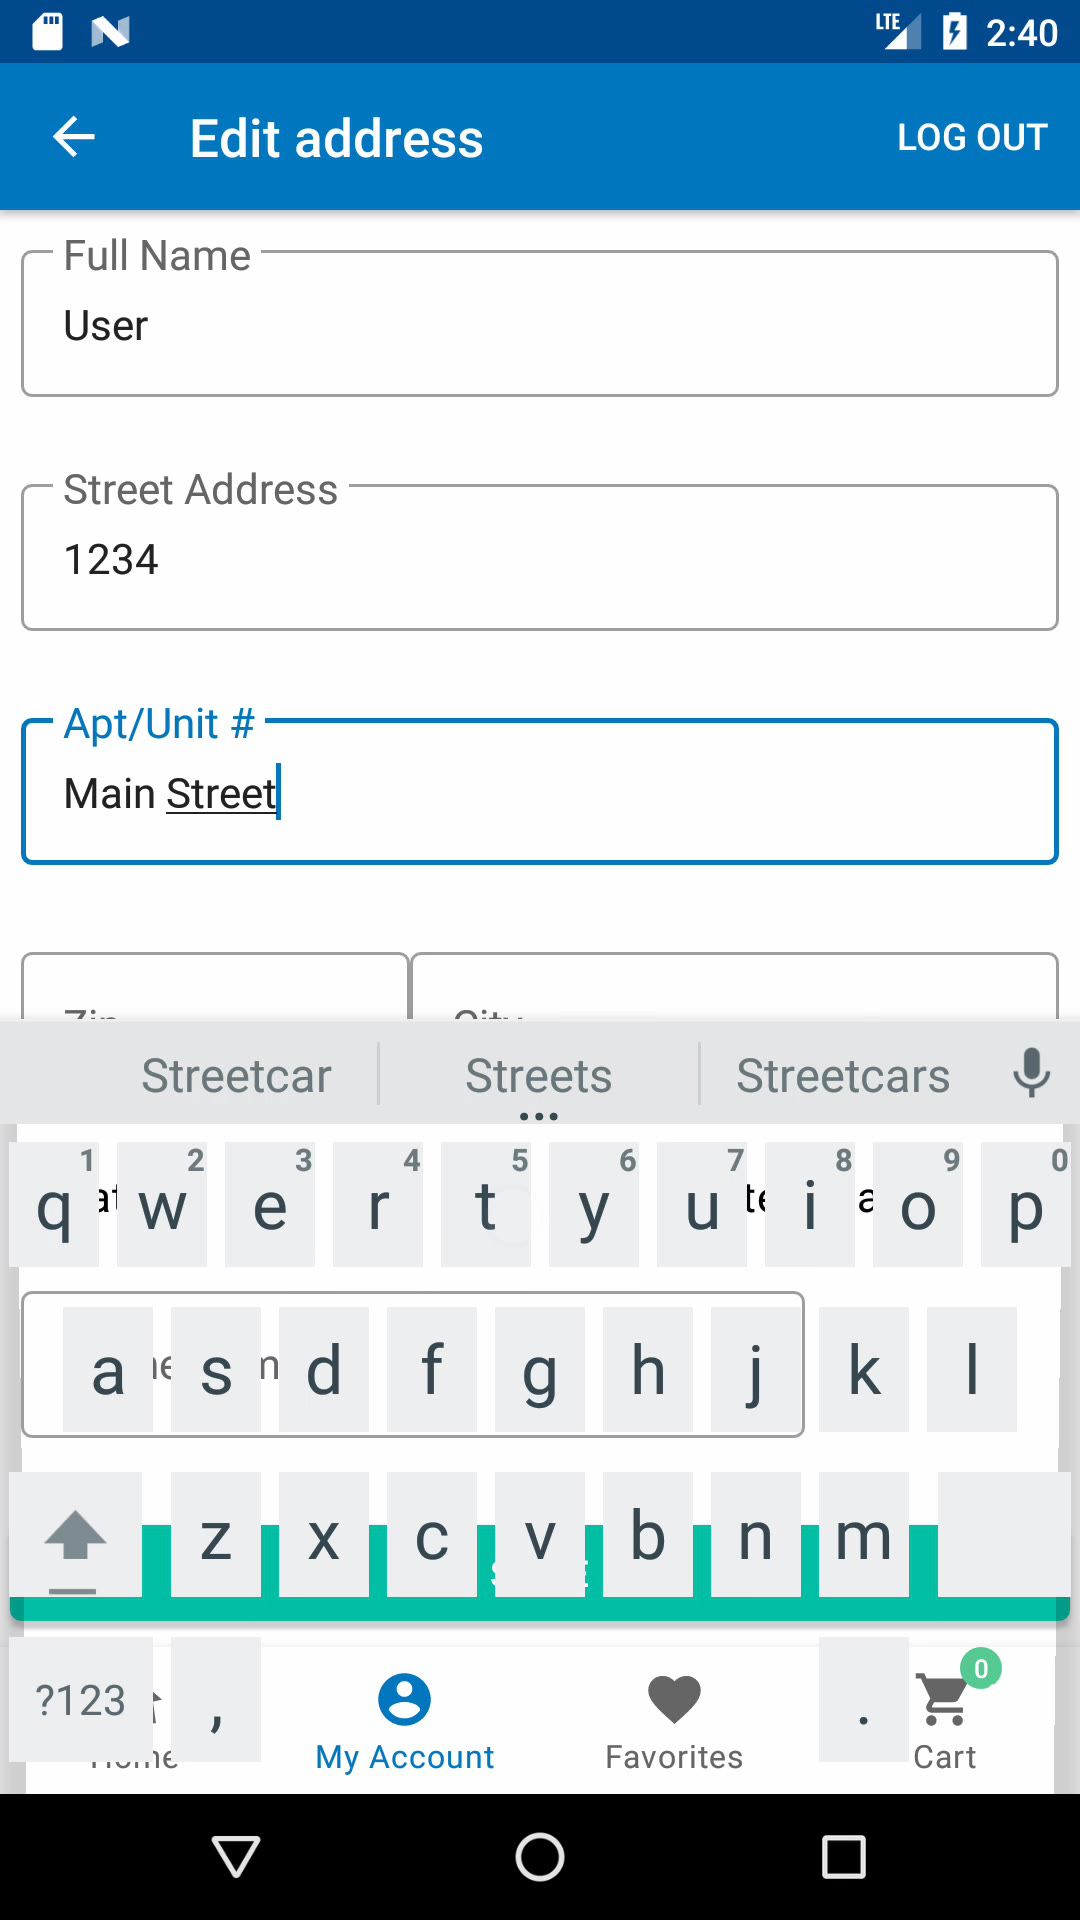 LTE 2:40
Edit address LOG OUT
Full Name
User
Street Address
1234
Apt/Unit #
Main Street
Zip City
Streetcar Streets Streetcars
1 2 3 4 5 6 7 8 9 0
q w e r t y u i o p
a s d f g h j k l
z x c v b n m
?123 , .
0
Home My Account Favorites Cart